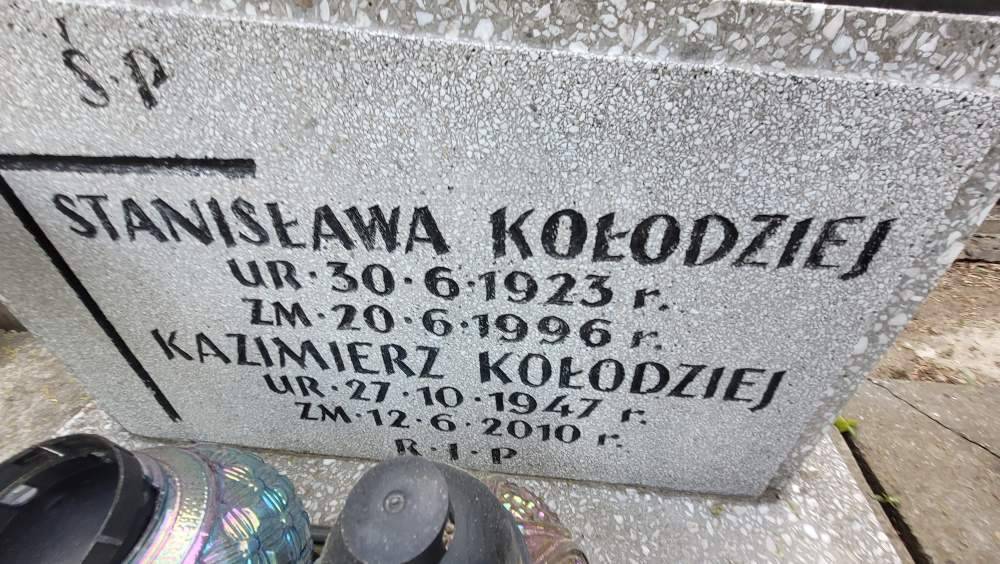 Ś.P
STANISŁAWA KOŁODZIEJ
UR·30·6·1923 r.
ZM·20·6·1996 r.
KAZIMIERZ KOŁODZIEJ
UR·27·10·1947 r.
ZM·12·6·2010 r.
R·I·P